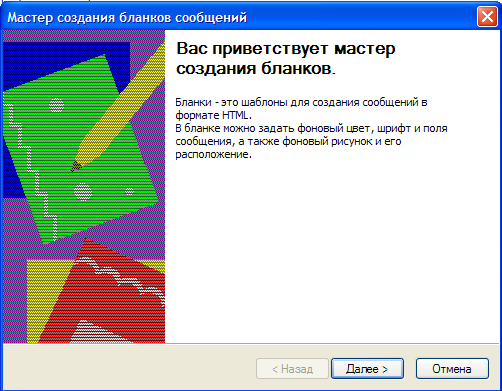 Мастер создания бланков сообщений
Вас приветствует мастер
создания бланков.
Бланки - это шаблоны для создания сообщений в
формате HTML.
В бланке можно задать фоновый цвет, шрифт и поля
сообщения, а также фоновый рисунок и его
расположение.
< Назад
Далее >
Отмена